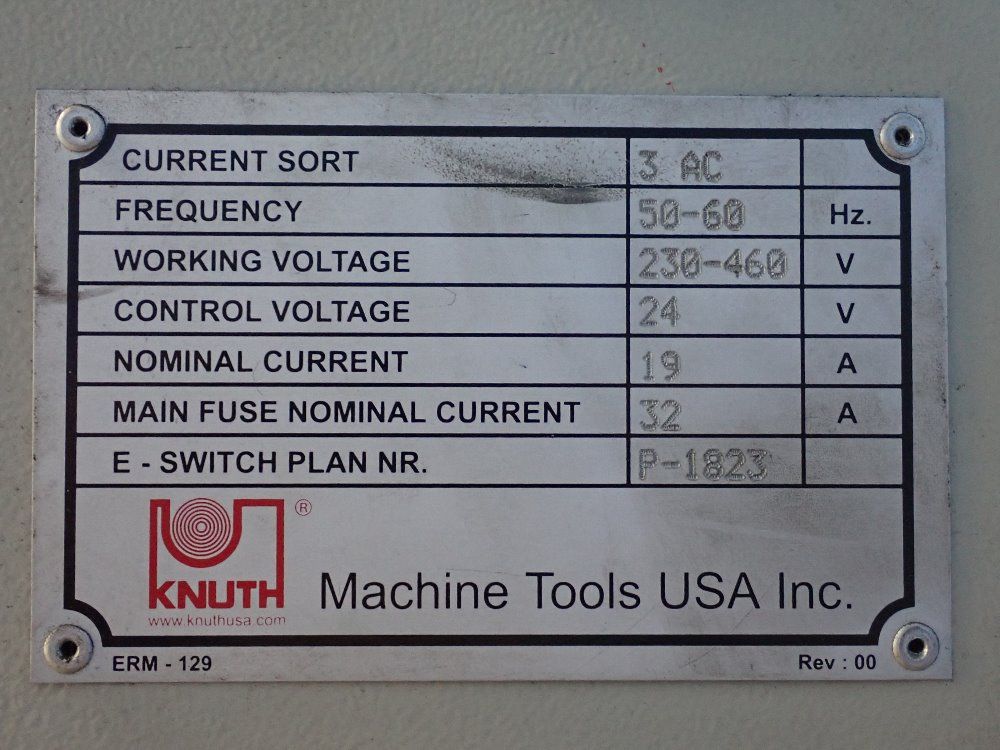 CURRENT SORT 3 AC
FREQUENCY 50-60 Hz.
WORKING VOLTAGE 230-460 V
CONTROL VOLTAGE 24 V
NOMINAL CURRENT 19 A
MAIN FUSE NOMINAL CURRENT 32 A
E - SWITCH PLAN NR. P-1823
®
KNUTH Machine Tools USA Inc.
www.knuthusa.com
ERM - 129 Rev : 00